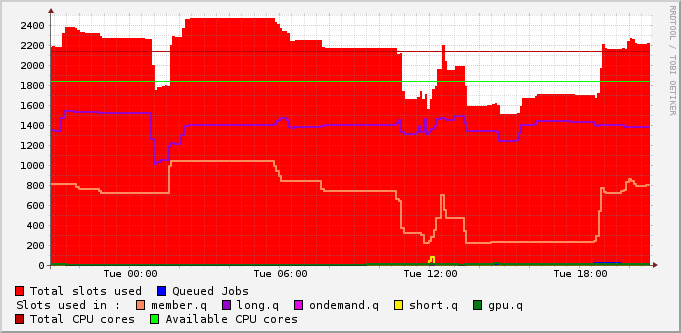 2400
2200
2000
1800
1600
1400
1200
1000
800
600
400
200
0
Tue 00:00 Tue 06:00 Tue 12:00 Tue 18:00
RRDTOOL / TOBI OETIKER
Total slots used Queued Jobs
Slots used in : member.q long.q ondemand.q short.q gpu.q
Total CPU cores Available CPU cores